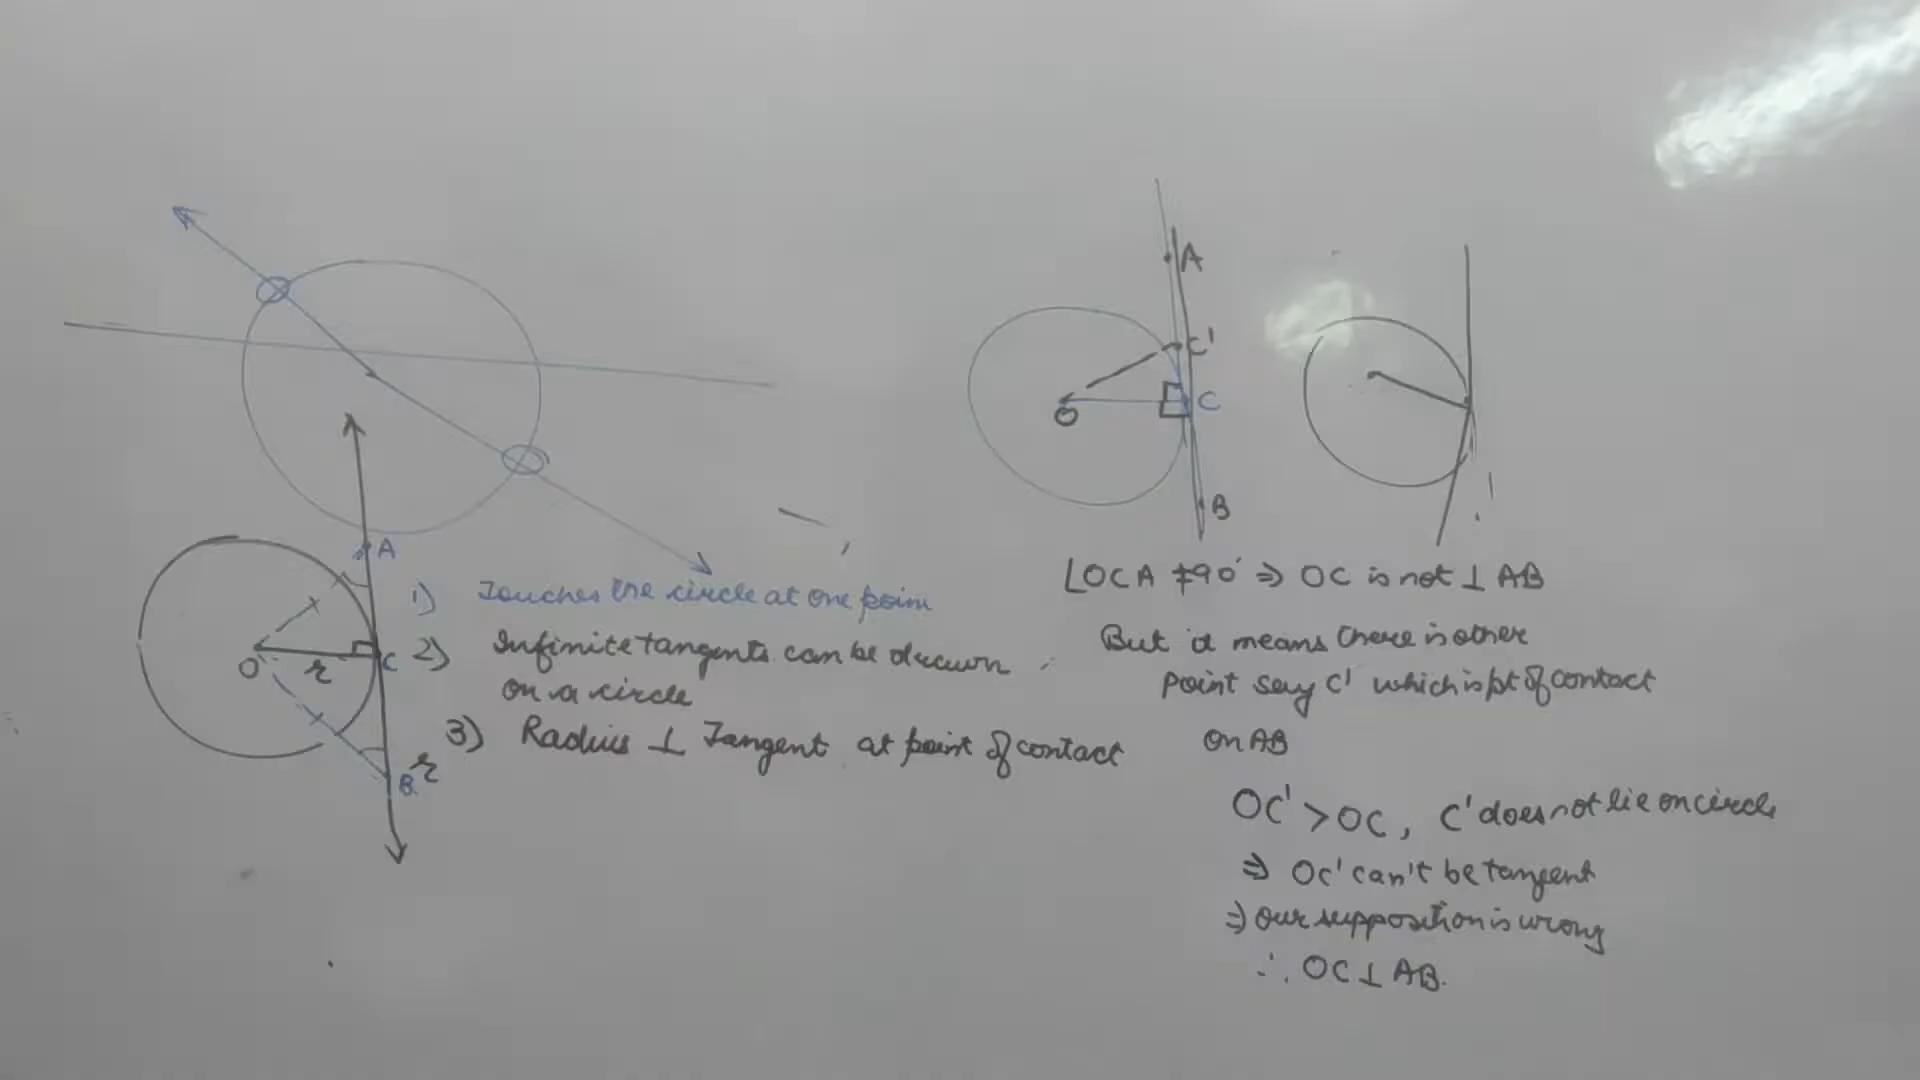 A
C
O
r
B
r
1) Touches the circle at one point
2) Infinite tangents can be drawn
on a circle
3) Radius ⊥ Tangent at point of contact
A
C'
C
O
B
∠OCA ≠ 90° ⇒ OC is not ⊥ AB
But it means there is other
point say C' which is pt of contact
on AB
OC' > OC, C' does not lie on circle
⇒ OC' can't be tangent
⇒ our supposition is wrong
∴ OC ⊥ AB.